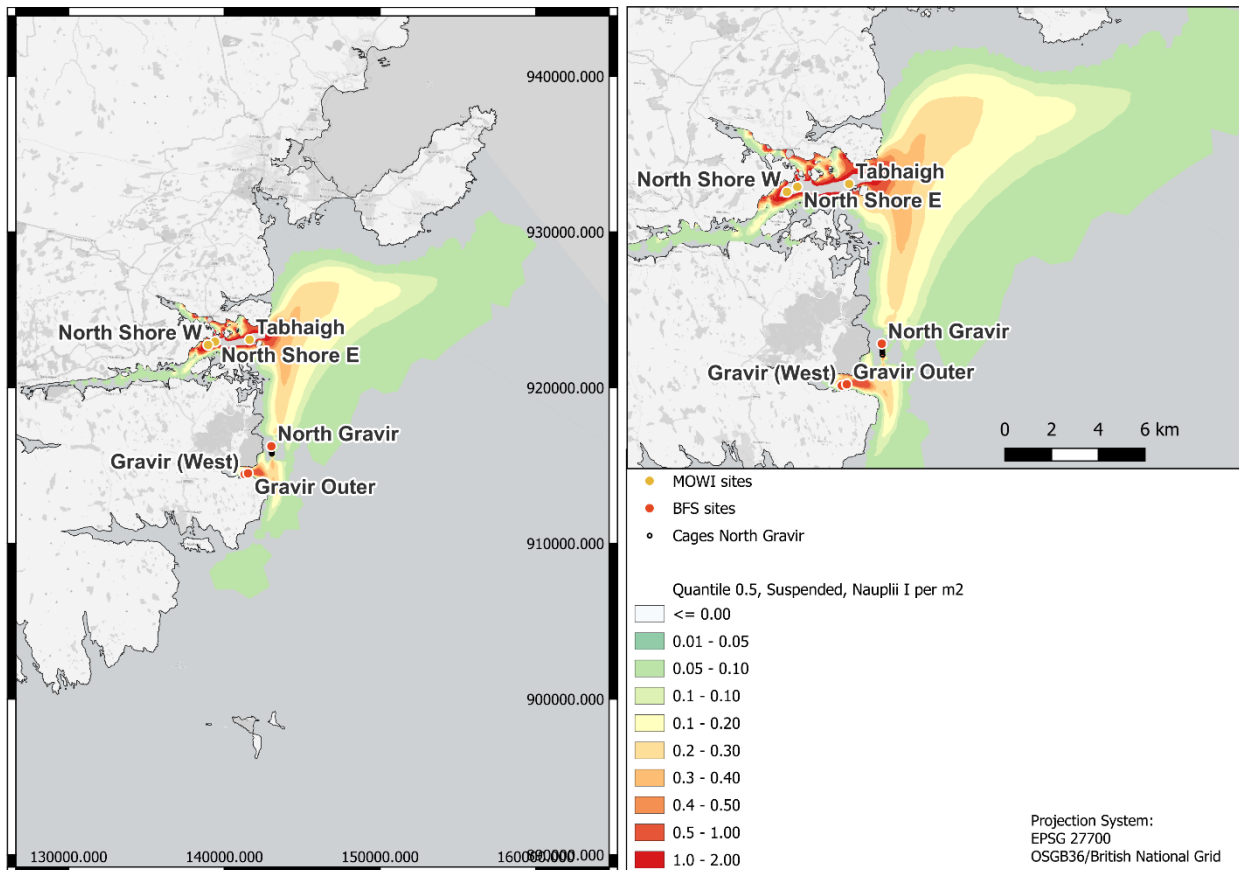 940000.000
North Shore W
Tabhaigh
North Shore E
930000.000
North Shore W
Tabhaigh
North Shore E
920000.000
North Gravir
Gravir (West)
Gravir Outer
910000.000
900000.000
130000.000
140000.000
150000.000
160000.000
890000.000
North Gravir
Gravir (West)
Gravir Outer
0 2 4 6 km
MOWI sites
BFS sites
Cages North Gravir
Quantile 0.5, Suspended, Nauplii I per m2
<= 0.00
0.01 - 0.05
0.05 - 0.10
0.1 - 0.10
0.1 - 0.20
0.2 - 0.30
0.3 - 0.40
0.4 - 0.50
0.5 - 1.00
1.0 - 2.00
Projection System:
EPSG 27700
OSGB36/British National Grid